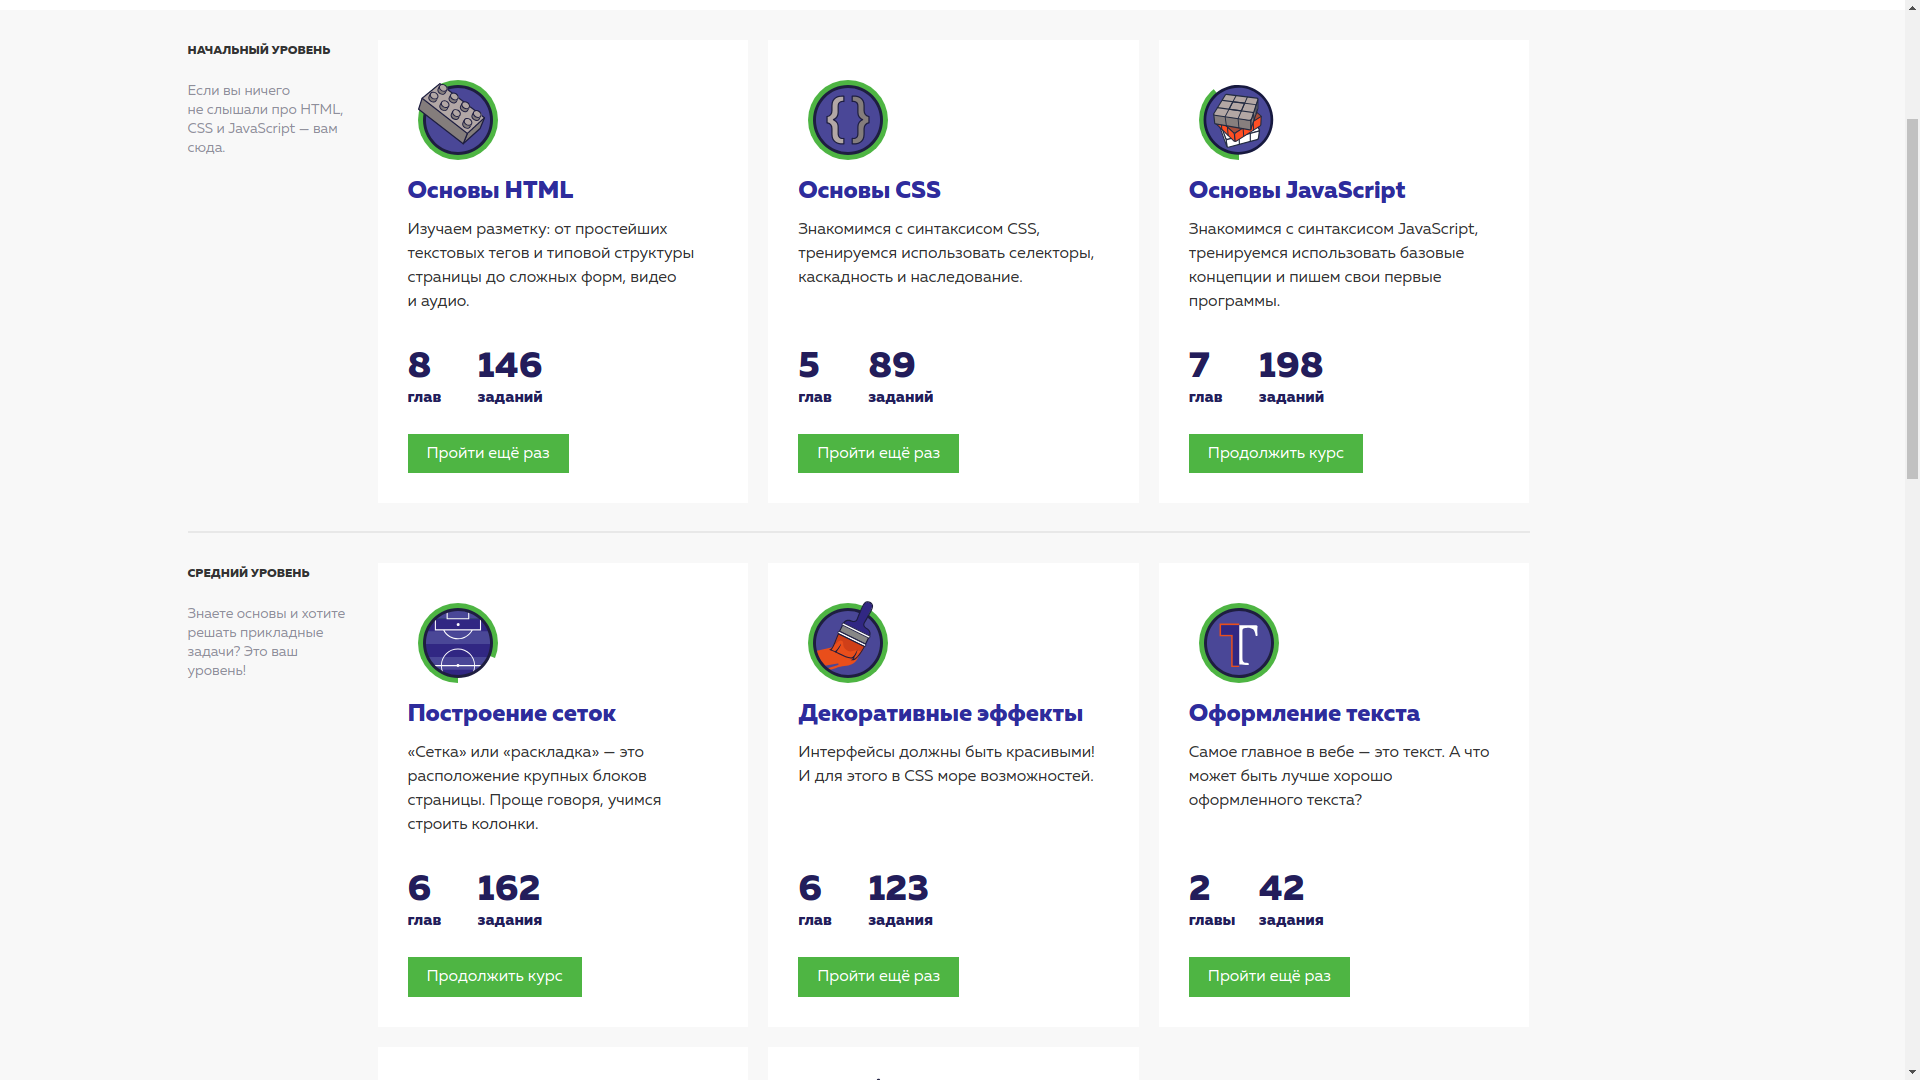 НАЧАЛЬНЫЙ УРОВЕНЬ
Если вы ничего
не слышали про HTML,
CSS и JavaScript — вам
сюда.
Основы HTML
Изучаем разметку: от простейших
текстовых тегов и типовой структуры
страницы до сложных форм, видео
и аудио.
8 146
глав заданий
Пройти ещё раз
Основы CSS
Знакомимся с синтаксисом CSS,
тренируемся использовать селекторы,
каскадность и наследование.
5 89
глав заданий
Пройти ещё раз
Основы JavaScript
Знакомимся с синтаксисом JavaScript,
тренируемся использовать базовые
концепции и пишем свои первые
программы.
7 198
глав заданий
Продолжить курс
СРЕДНИЙ УРОВЕНЬ
Знаете основы и хотите
решать прикладные
задачи? Это ваш
уровень!
Построение сеток
«Сетка» или «раскладка» — это
расположение крупных блоков
страницы. Проще говоря, учимся
строить колонки.
6 162
глав задания
Продолжить курс
Декоративные эффекты
Интерфейсы должны быть красивыми!
И для этого в CSS море возможностей.
6 123
глав задания
Пройти ещё раз
Оформление текста
Самое главное в вебе — это текст. А что
может быть лучше хорошо
оформленного текста?
2 42
главы задания
Пройти ещё раз